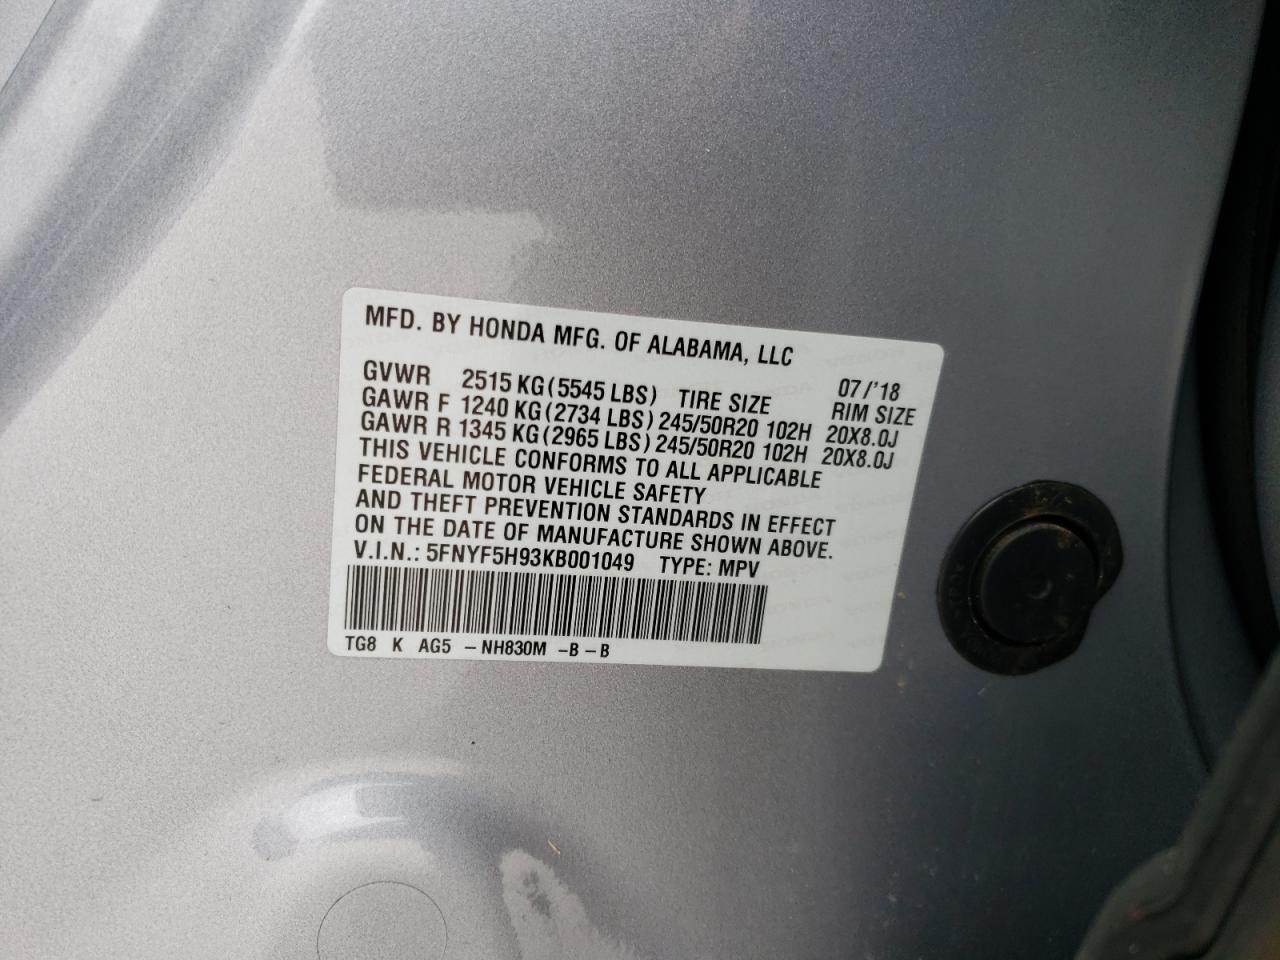 MFD. BY HONDA MFG. OF ALABAMA, LLC
07/'18
GVWR 2515 KG (5545 LBS) TIRE SIZE RIM SIZE
GAWR F 1240 KG (2734 LBS) 245/50R20 102H 20X8.0J
GAWR R 1345 KG (2965 LBS) 245/50R20 102H 20X8.0J
THIS VEHICLE CONFORMS TO ALL APPLICABLE
FEDERAL MOTOR VEHICLE SAFETY
AND THEFT PREVENTION STANDARDS IN EFFECT
ON THE DATE OF MANUFACTURE SHOWN ABOVE.
V.I.N.: 5FNYF5H93KB001049 TYPE: MPV
TG8 K AG5 – NH830M –B – B